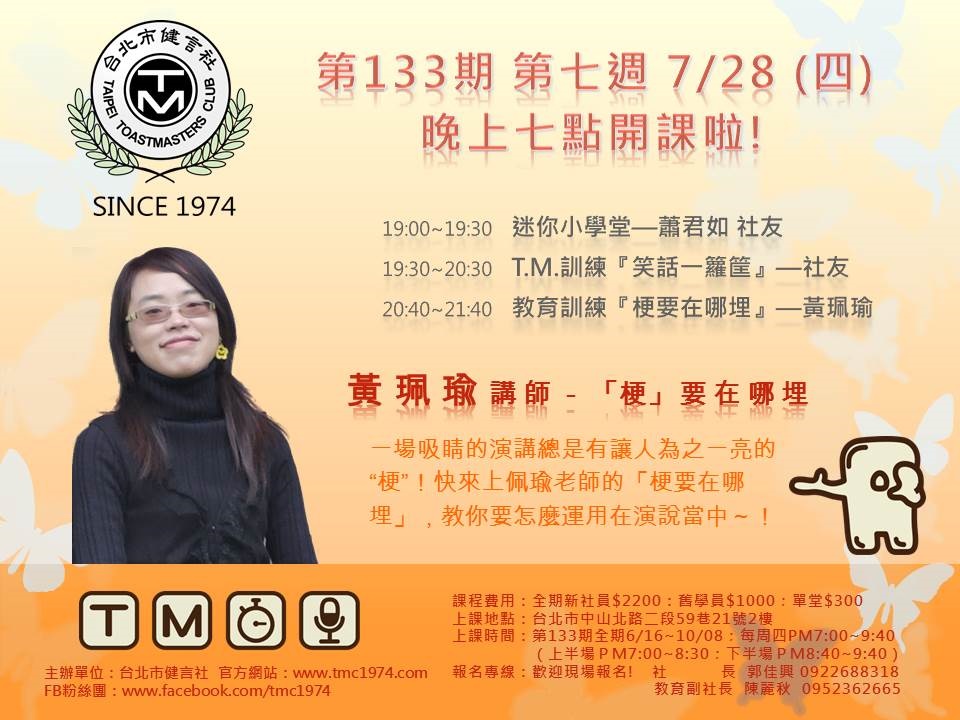 台北市健言社
TM
TAIPEI TOASTMASTERS CLUB
SINCE 1974
第133期 第七週 7/28 (四)
晚上七點開課啦!
19:00~19:30 迷你小學堂—蕭君如 社友
19:30~20:30 T.M.訓練『笑話一籮筐』—社友
20:40~21:40 教育訓練『梗要在哪埋』—黃珮瑜
黃珮瑜講師 - 「梗」要在哪埋
一場吸睛的演講總是有讓人為之一亮的
“梗”！快來上佩瑜老師的「梗要在哪
埋」，教你要怎麼運用在演說當中～！
T M
課程費用：全期新社員$2200：舊學員$1000：單堂$300
上課地點：台北市中山北路二段59巷21號2樓
上課時間：第133期全期6/16~10/08：每周四PM7:00~9:40
（上半場ＰM7:00~8:30：下半場ＰM8:40~9:40）
報名專線：歡迎現場報名! 社 長 郭佳興 0922688318
教育副社長 陳麗秋 0952362665
主辦單位：台北市健言社 官方網站：www.tmc1974.com
FB粉絲團：www.facebook.com/tmc1974